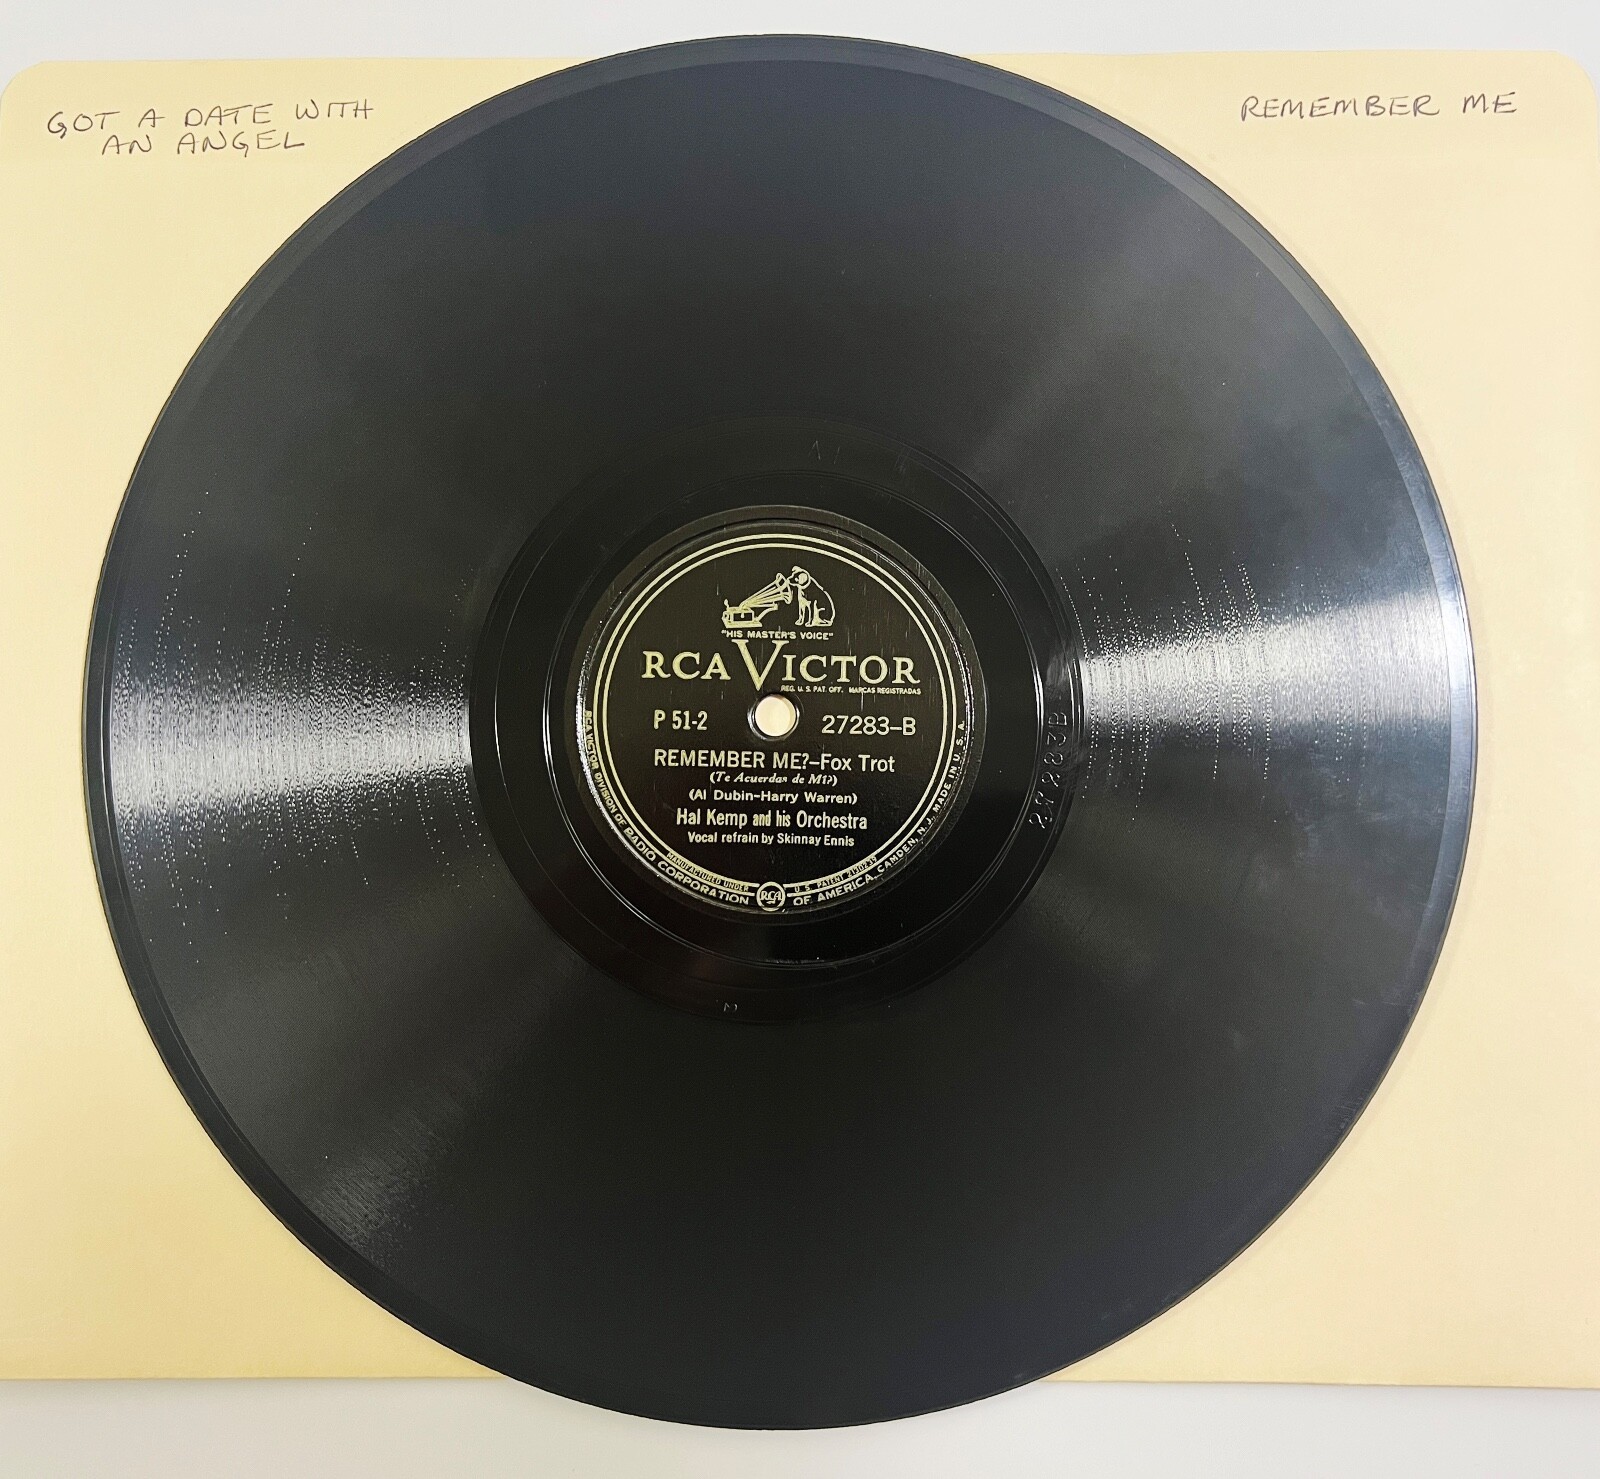 GOT A DATE WITH
AN ANGEL
REMEMBER ME
"HIS MASTER'S VOICE"
RCA VICTOR
REG. U. S. PAT. OFF. MARCAS REGISTRADAS
P 51-2
27283-B
REMEMBER ME?-Fox Trot
(Te Acuerdas de Mi?)
(Al Dubin-Harry Warren)
Hal Kemp and his Orchestra
Vocal refrain by Skinnay Ennis
MANUFACTURED UNDER U S PATENT 2130239
RCA VICTOR DIVISION OF RADIO CORPORATION OF AMERICA, CAMDEN, N. J. MADE IN U. S. A.
RCA
27283B